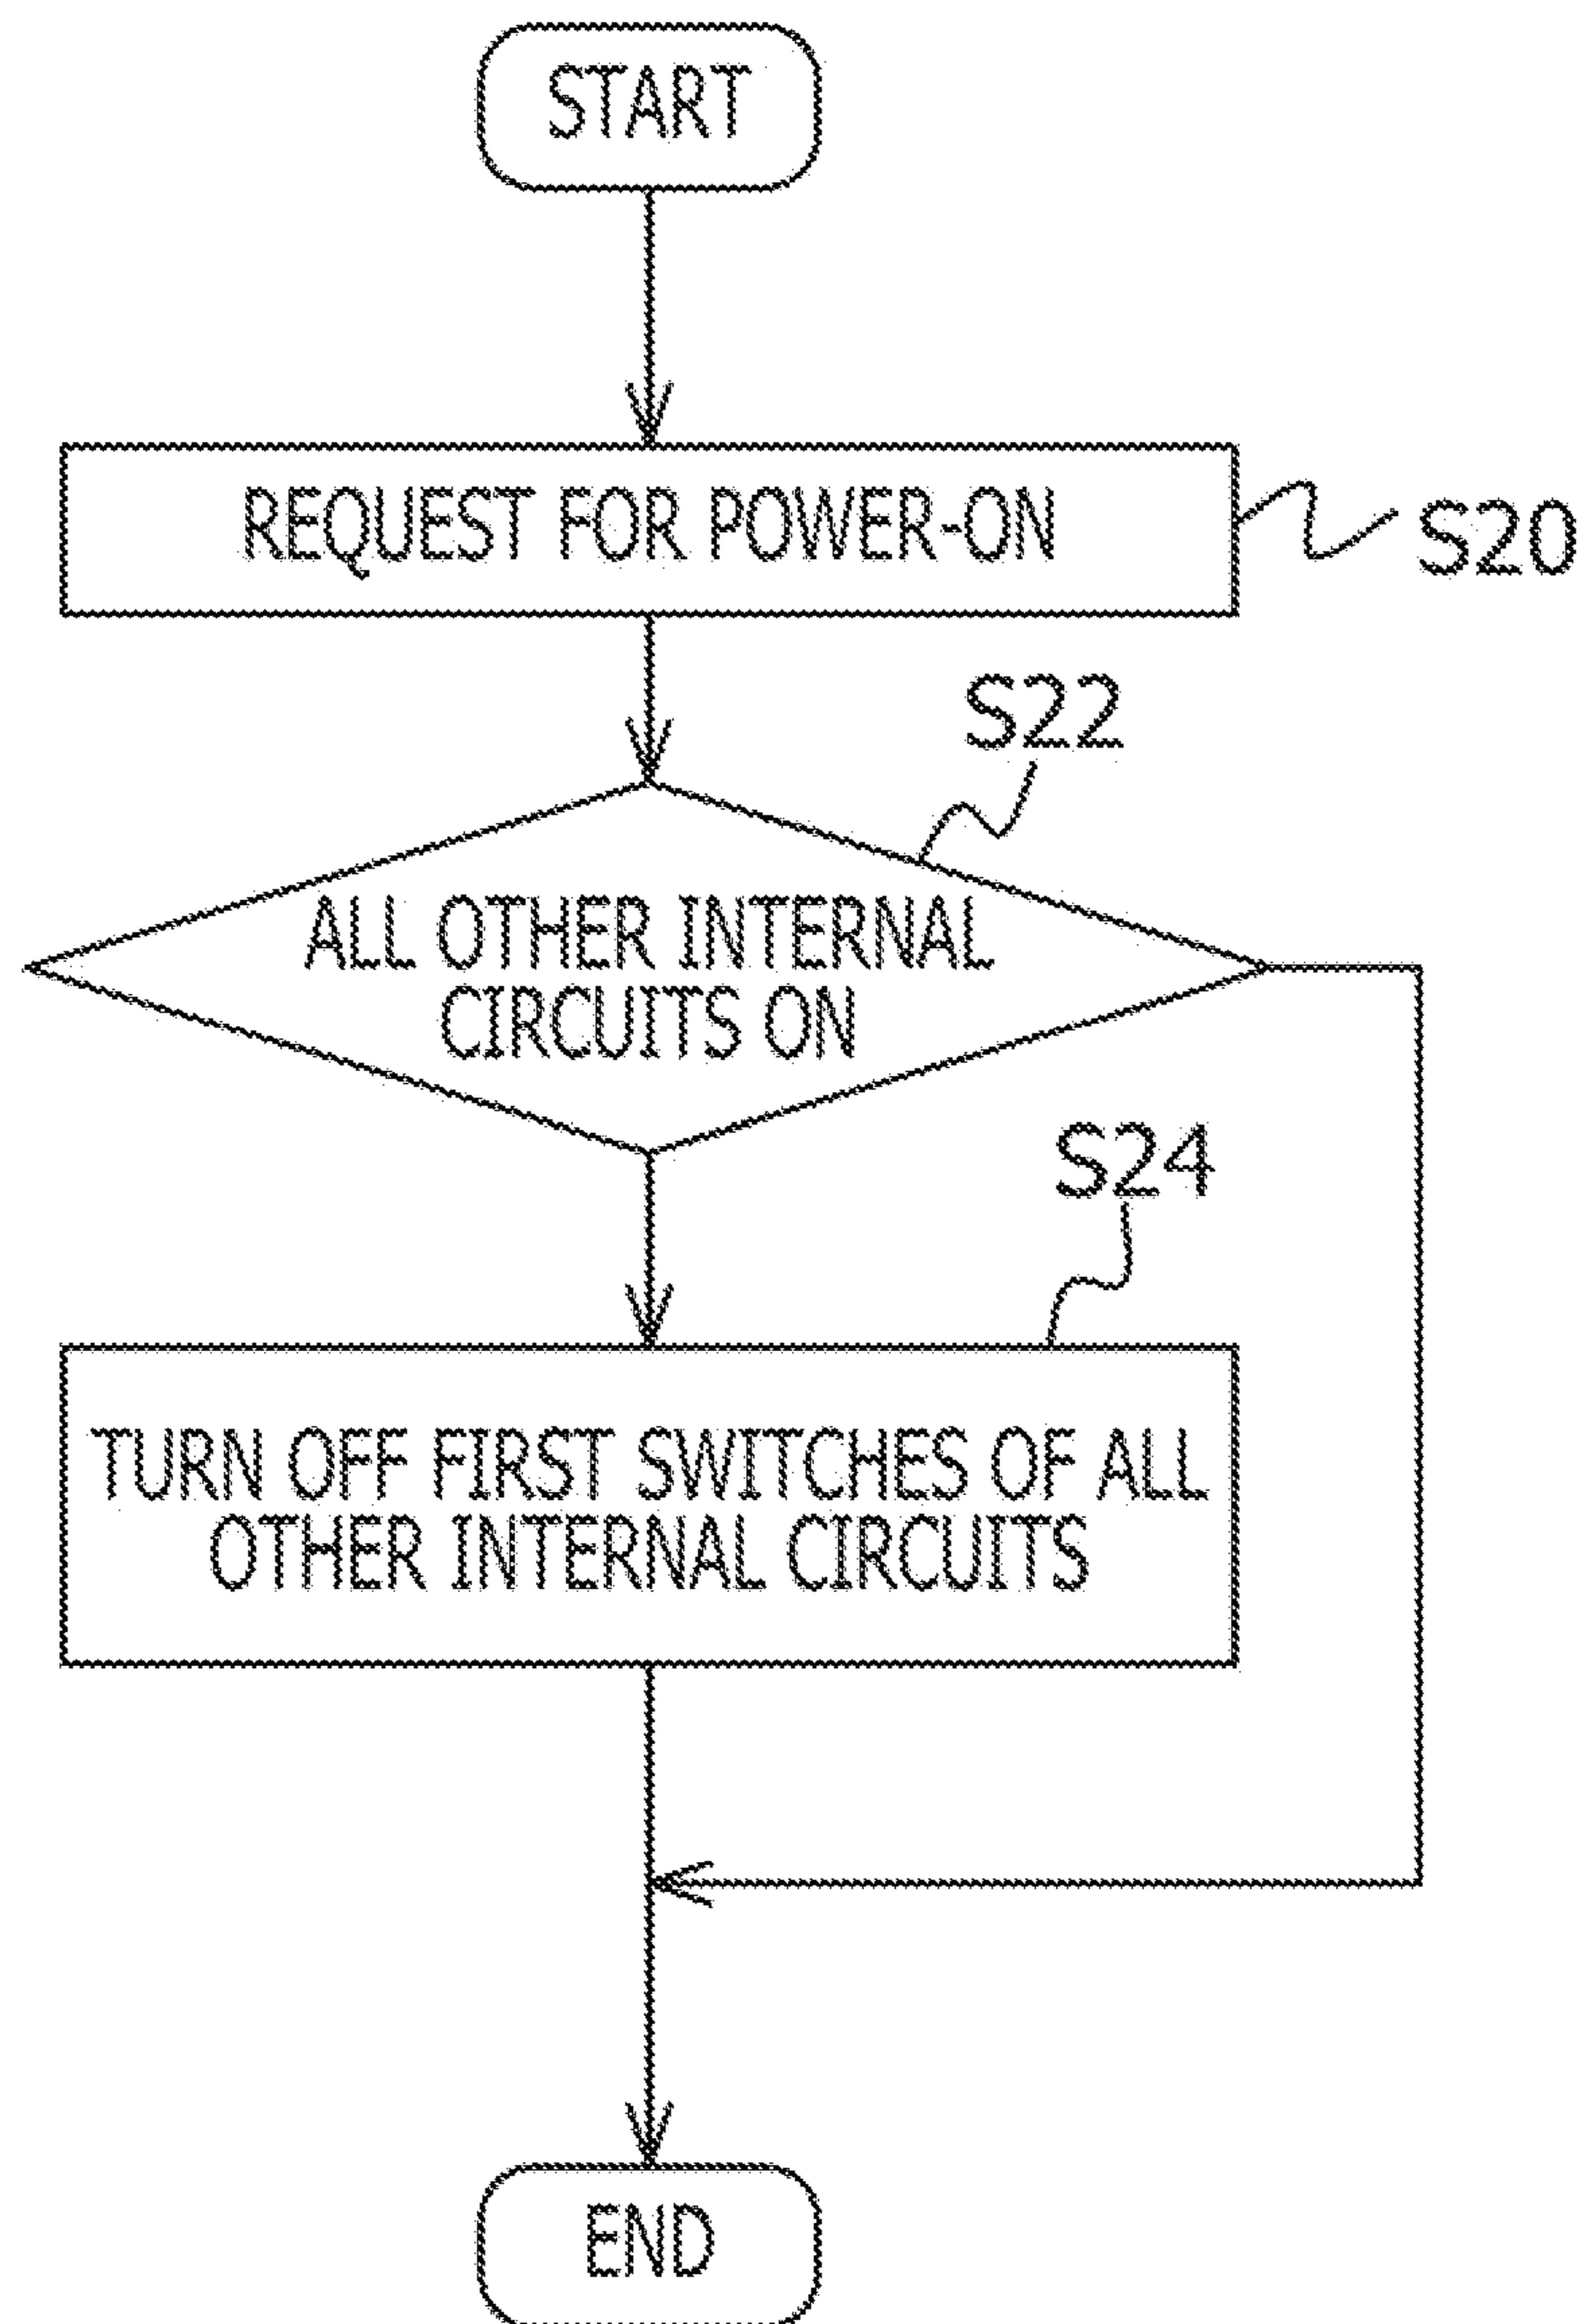 START
REQUEST FOR POWER-ON
S20
S22
ALL OTHER INTERNAL
CIRCUITS ON
S24
TURN OFF FIRST SWITCHES OF ALL
OTHER INTERNAL CIRCUITS
END